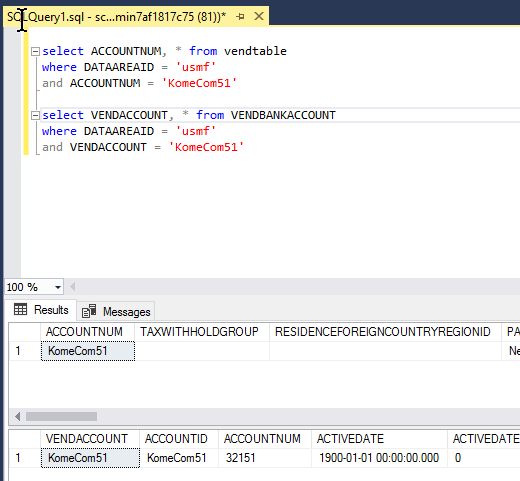 SQLQuery1.sql - sc...min7af1817c75 (81))*
select ACCOUNTNUM, * from vendtable
where DATAAREAID = 'usmf'
and ACCOUNTNUM = 'KomeCom51'
select VENDACCOUNT, * from VENDBANKACCOUNT
where DATAAREAID = 'usmf'
and VENDACCOUNT = 'KomeCom51'
100 %
Results Messages
ACCOUNTNUM TAXWITHHOLDGROUP RESIDENCEFOREIGNCOUNTRYREGIONID PA
1 KomeCom51 Ne
VENDACCOUNT ACCOUNTID ACCOUNTNUM ACTIVEDATE ACTIVEDATE
1 KomeCom51 KomeCom51 32151 1900-01-01 00:00:00.000 0